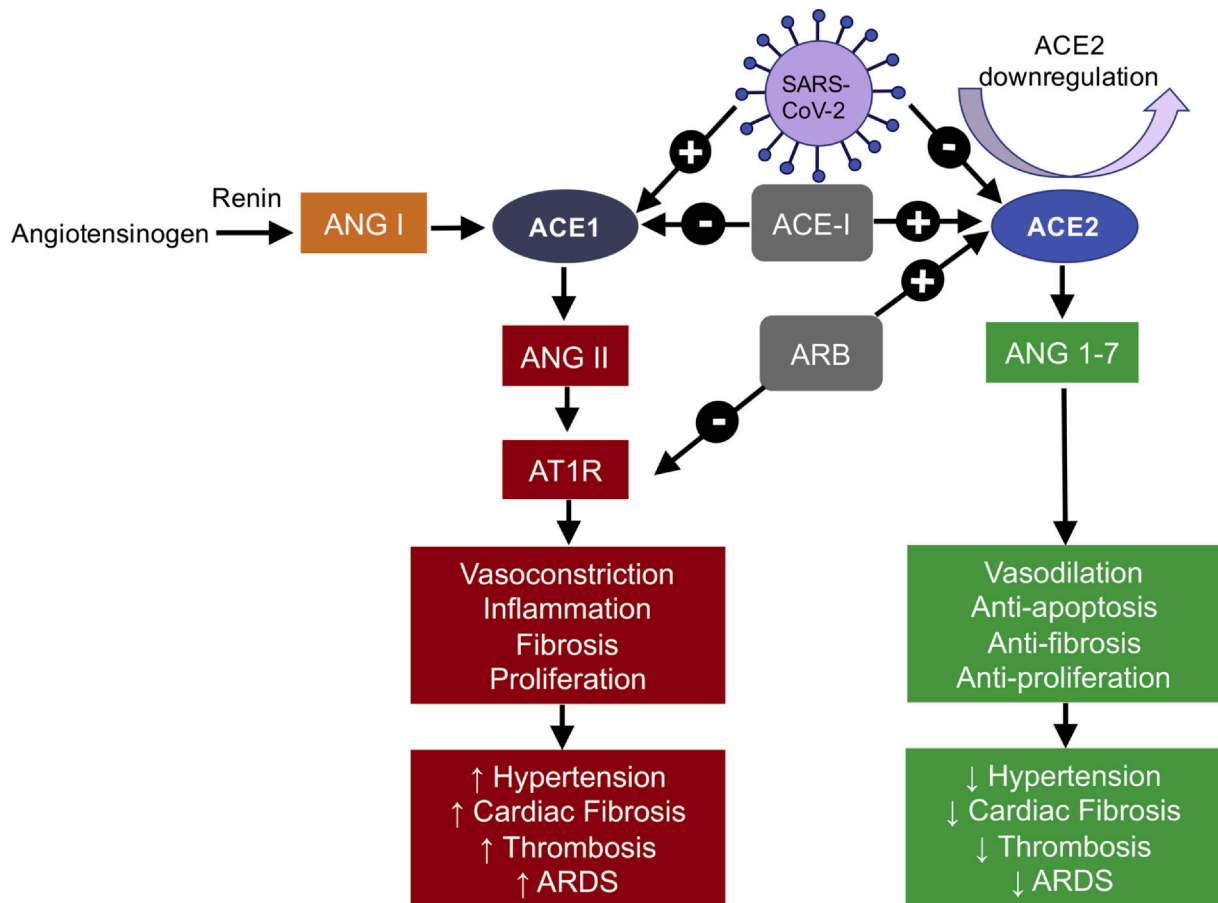 ACE2
downregulation
SARS-
CoV-2
+
-
Renin
Angiotensinogen
ANG I
ACE1
-
ACE-I
+
ACE2
+
ANG II
ARB
ANG 1-7
-
AT1R
Vasoconstriction
Inflammation
Fibrosis
Proliferation
Vasodilation
Anti-apoptosis
Anti-fibrosis
Anti-proliferation
↑ Hypertension
↑ Cardiac Fibrosis
↑ Thrombosis
↑ ARDS
↓ Hypertension
↓ Cardiac Fibrosis
↓ Thrombosis
↓ ARDS